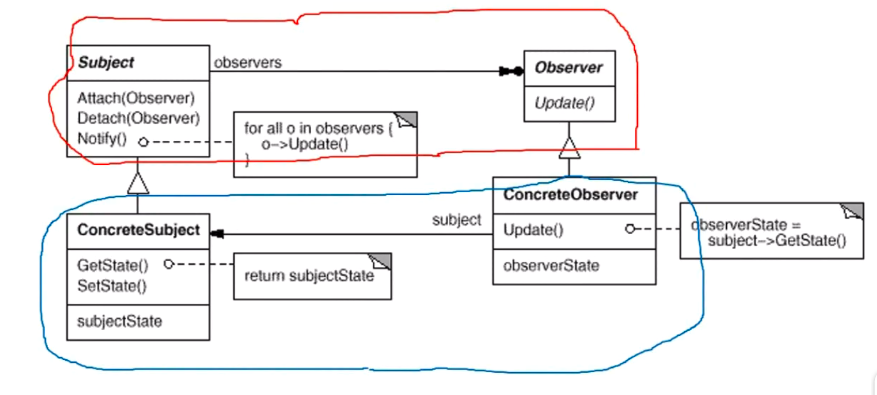 Subject
observers
Observer
Attach(Observer)
Detach(Observer)
Notify()
Update()
for all o in observers {
o->Update()
}
ConcreteObserver
ConcreteSubject
subject
Update()
observerState =
subject->GetState()
GetState()
SetState()
return subjectState
observerState
subjectState